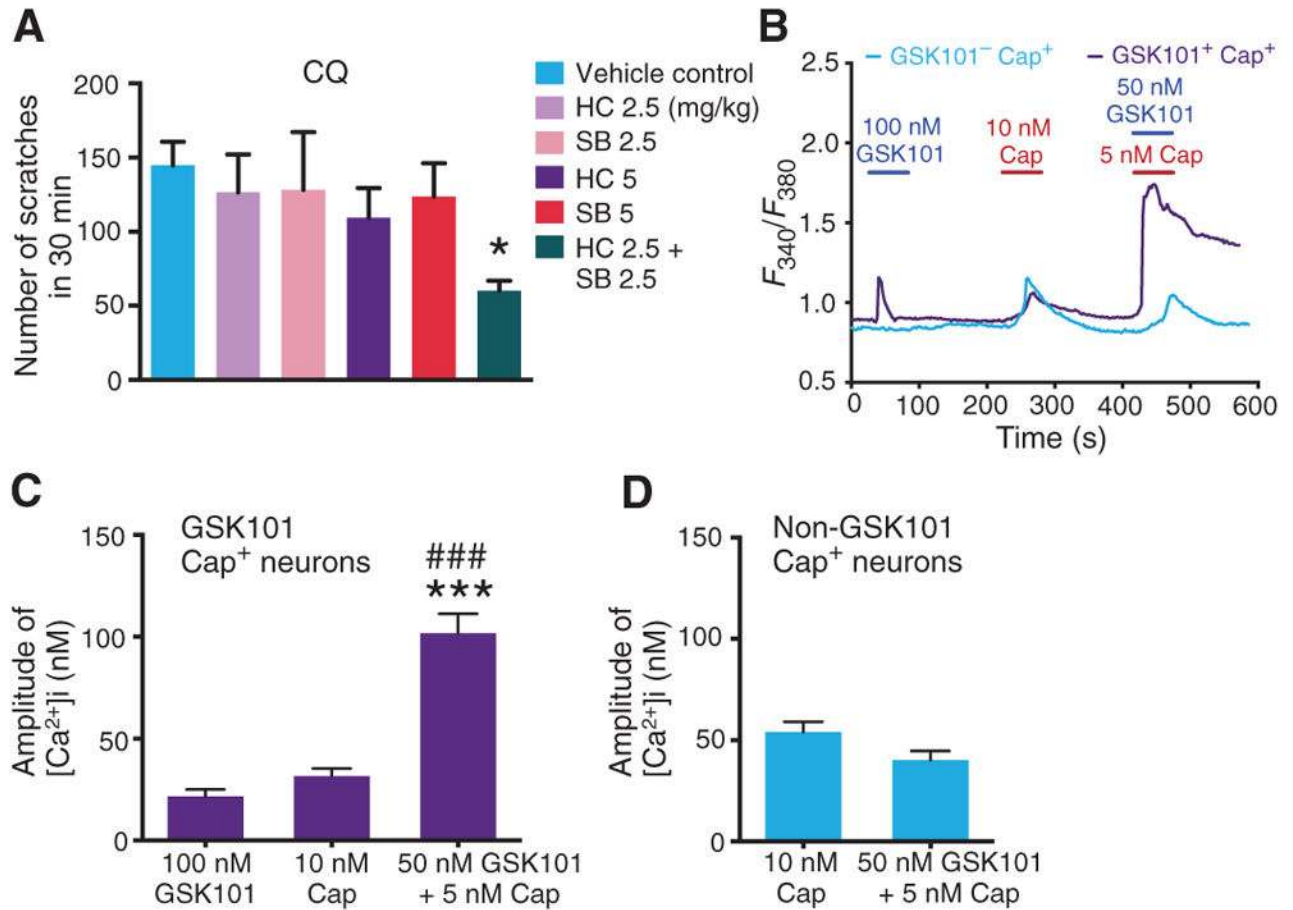 A
CQ
Number of scratches
in 30 min
200
150
100
50
0
*
Vehicle control
HC 2.5 (mg/kg)
SB 2.5
HC 5
SB 5
HC 2.5 +
SB 2.5
B
GSK101⁻ Cap⁺
GSK101⁺ Cap⁺
100 nM
GSK101
10 nM
Cap
50 nM
GSK101
5 nM Cap
F340/F380
2.5
2.0
1.5
1.0
0.5
0 100 200 300 400 500 600
Time (s)
C
GSK101
Cap⁺ neurons
Amplitude of
[Ca²⁺]i (nM)
150
100
50
0
###
***
100 nM
GSK101
10 nM
Cap
50 nM GSK101
+ 5 nM Cap
D
Non-GSK101
Cap⁺ neurons
Amplitude of
[Ca²⁺]i (nM)
150
100
50
0
10 nM
Cap
50 nM GSK101
+ 5 nM Cap